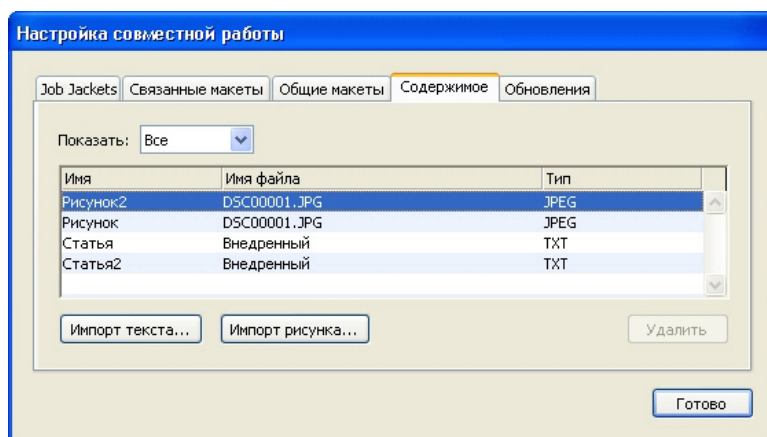 Настройка совместной работы
Job Jackets Связанные макеты Общие макеты Содержимое Обновления
Показать: Все
Имя Имя файла Тип
Рисунок2 DSC00001.JPG JPEG
Рисунок DSC00001.JPG JPEG
Статья Внедренный TXT
Статья2 Внедренный TXT
Импорт текста... Импорт рисунка... Удалить
Готово